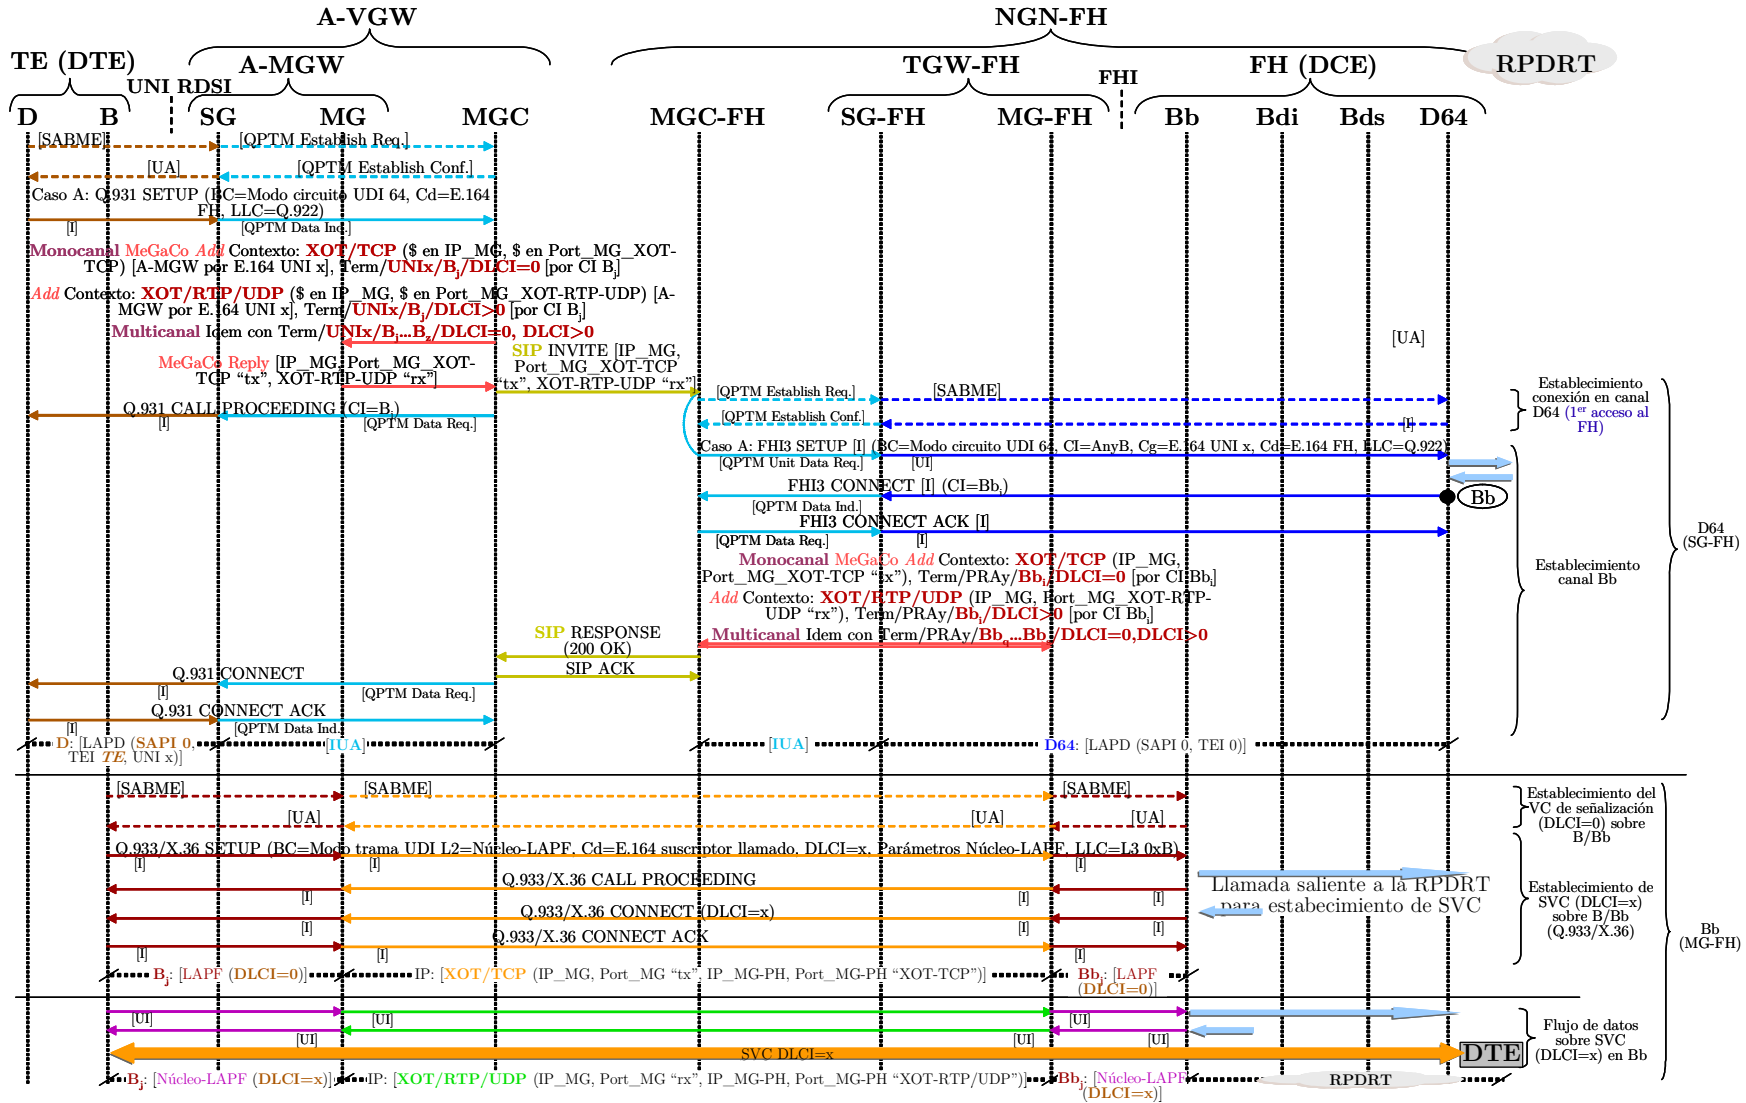 A-VGW
NGN-FH
TE (DTE)
A-MGW
TGW-FH
FH (DCE)
RPDRT
UNI RDSI
FHI
D B SG MG MGC MGC-FH SG-FH MG-FH Bb Bdi Bds D64
[SABME]
[QPTM Establish Req.]
[UA]
[QPTM Establish Conf.]
Caso A: Q.931 SETUP (BC=Modo circuito UDI 64, Cd=E.164
FH, LLC=Q.922)
[I]
[QPTM Data Ind.]
Monocanal MeGaCo Add Contexto: XOT/TCP ($ en IP_MG, $ en Port_MG_XOT-
TCP) [A-MGW por E.164 UNI x], Term/UNIx/Bj/DLCI=0 [por CI Bj]
Add Contexto: XOT/RTP/UDP ($ en IP_MG, $ en Port_MG_XOT-RTP-UDP) [A-
MGW por E.164 UNI x], Term/UNIx/Bj/DLCI>0 [por CI Bj]
Multicanal Idem con Term/UNIx/Bj...Bz/DLCI=0, DLCI>0
[UA]
MeGaCo Reply [IP_MG, Port_MG_XOT-
TCP “tx”, XOT-RTP-UDP “rx”]
SIP INVITE [IP_MG,
Port_MG_XOT-TCP
“tx”, XOT-RTP-UDP “rx”]
[QPTM Establish Req.]
[SABME]
Establecimiento
conexión en canal
D64 (1er acceso al
FH)
Q.931 CALL PROCEEDING (CI=Bj)
[I]
[QPTM Data Req.]
[QPTM Establish Conf.]
[I]
Caso A: FHI3 SETUP [I] (BC=Modo circuito UDI 64, CI=AnyB, Cg=E.164 UNI x, Cd=E.164 FH, LLC=Q.922)
[QPTM Unit Data Req.]
[UI]
FHI3 CONNECT [I] (CI=Bbi)
Bb
[QPTM Data Ind.]
FHI3 CONNECT ACK [I]
[QPTM Data Req.]
[I]
D64
(SG-FH)
Establecimiento
canal Bb
Monocanal MeGaCo Add Contexto: XOT/TCP (IP_MG,
Port_MG_XOT-TCP “tx”), Term/PRAy/Bbi/DLCI=0 [por CI Bbi]
Add Contexto: XOT/RTP/UDP (IP_MG, Port_MG_XOT-RTP-
UDP “rx”), Term/PRAy/Bbi/DLCI>0 [por CI Bbi]
Multicanal Idem con Term/PRAy/Bbq...Bb/DLCI=0,DLCI>0
SIP RESPONSE
(200 OK)
SIP ACK
Q.931 CONNECT
[I]
[QPTM Data Req.]
Q.931 CONNECT ACK
[I]
[QPTM Data Ind.
D: [LAPD (SAPI 0,
TEI TE, UNI x)]
[IUA]
[IUA]
D64: [LAPD (SAPI 0, TEI 0)]
[SABME]
[SABME]
[SABME]
[UA]
[UA]
[UA]
Establecimiento del
VC de señalización
(DLCI=0) sobre
B/Bb
Q.933/X.36 SETUP (BC=Modo trama UDI L2=Núcleo-LAPF, Cd=E.164 suscriptor llamado, DLCI=x, Parámetros Núcleo-LAPF, LLC=L3 0xB)
[I]
[I]
[I]
Q.933/X.36 CALL PROCEEDING
[I]
[I]
[I]
Llamada saliente a la RPDRT
para estabecimiento de SVC
Establecimiento de
SVC (DLCI=x)
sobre B/Bb
(Q.933/X.36)
Bb
(MG-FH)
Q.933/X.36 CONNECT (DLCI=x)
[I]
[I]
[I]
Q.933/X.36 CONNECT ACK
[I]
[I]
[I]
Bj: [LAPF (DLCI=0)]
IP: [XOT/TCP (IP_MG, Port_MG “tx”, IP_MG-PH, Port_MG-PH “XOT-TCP”)]
Bbj: [LAPF
(DLCI=0)]
[UI]
[UI]
[UI]
[UI]
[UI]
[UI]
Flujo de datos
sobre SVC
(DLCI=x) en Bb
SVC DLCI=x
DTE
Bj: [Núcleo-LAPF (DLCI=x)]
IP: [XOT/RTP/UDP (IP_MG, Port_MG “rx”, IP_MG-PH, Port_MG-PH “XOT-RTP/UDP”)]
Bbj: [Núcleo-LAPF
(DLCI=x)]
RPDRT